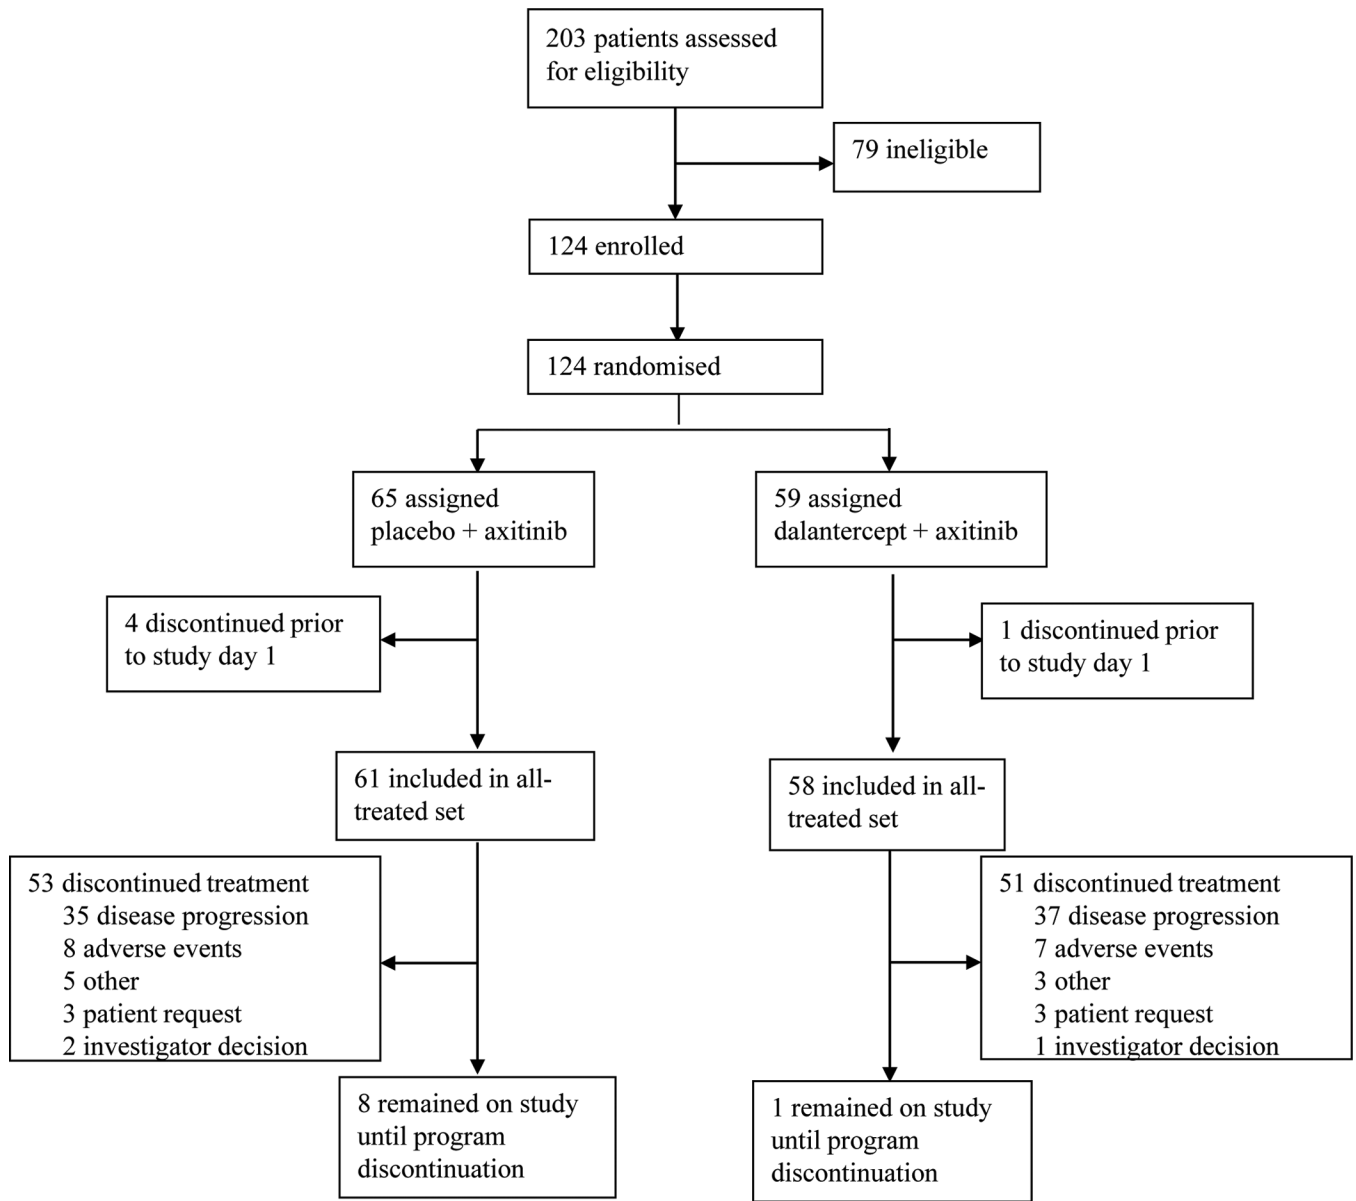 203 patients assessed
for eligibility
79 ineligible
124 enrolled
124 randomised
65 assigned
placebo + axitinib
59 assigned
dalantercept + axitinib
4 discontinued prior
to study day 1
1 discontinued prior
to study day 1
61 included in all-
treated set
58 included in all-
treated set
53 discontinued treatment
35 disease progression
8 adverse events
5 other
3 patient request
2 investigator decision
51 discontinued treatment
37 disease progression
7 adverse events
3 other
3 patient request
1 investigator decision
8 remained on study
until program
discontinuation
1 remained on study
until program
discontinuation